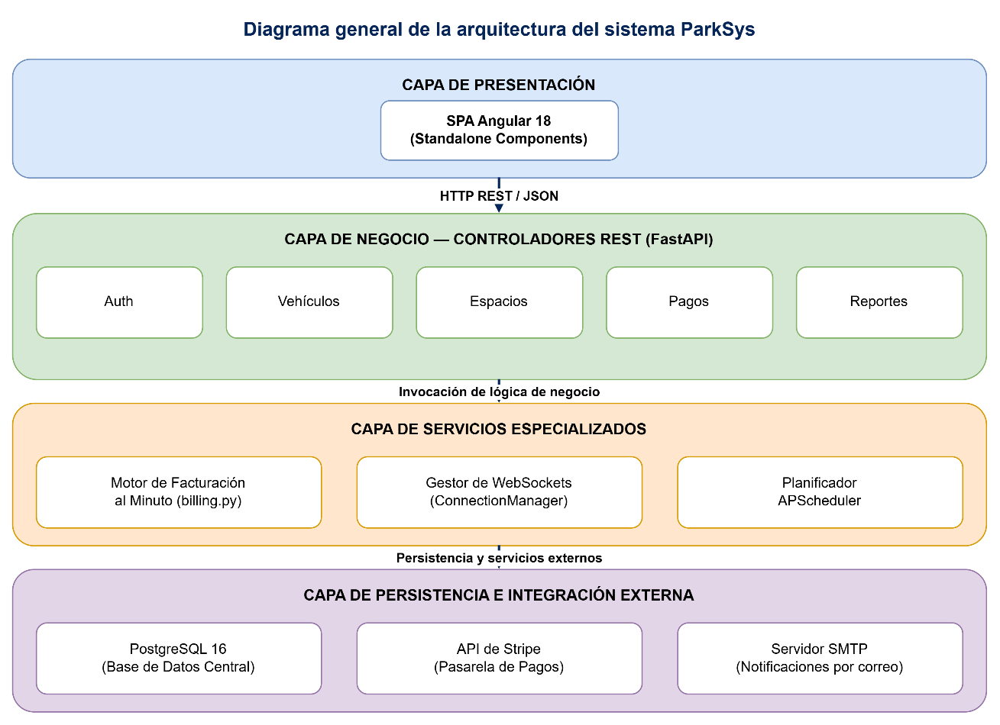 Diagrama general de la arquitectura del sistema ParkSys
CAPA DE PRESENTACIÓN
SPA Angular 18
(Standalone Components)
HTTP REST / JSON
CAPA DE NEGOCIO — CONTROLADORES REST (FastAPI)
Auth
Vehículos
Espacios
Pagos
Reportes
Invocación de lógica de negocio
CAPA DE SERVICIOS ESPECIALIZADOS
Motor de Facturación
al Minuto (billing.py)
Gestor de WebSockets
(ConnectionManager)
Planificador
APScheduler
Persistencia y servicios externos
CAPA DE PERSISTENCIA E INTEGRACIÓN EXTERNA
PostgreSQL 16
(Base de Datos Central)
API de Stripe
(Pasarela de Pagos)
Servidor SMTP
(Notificaciones por correo)